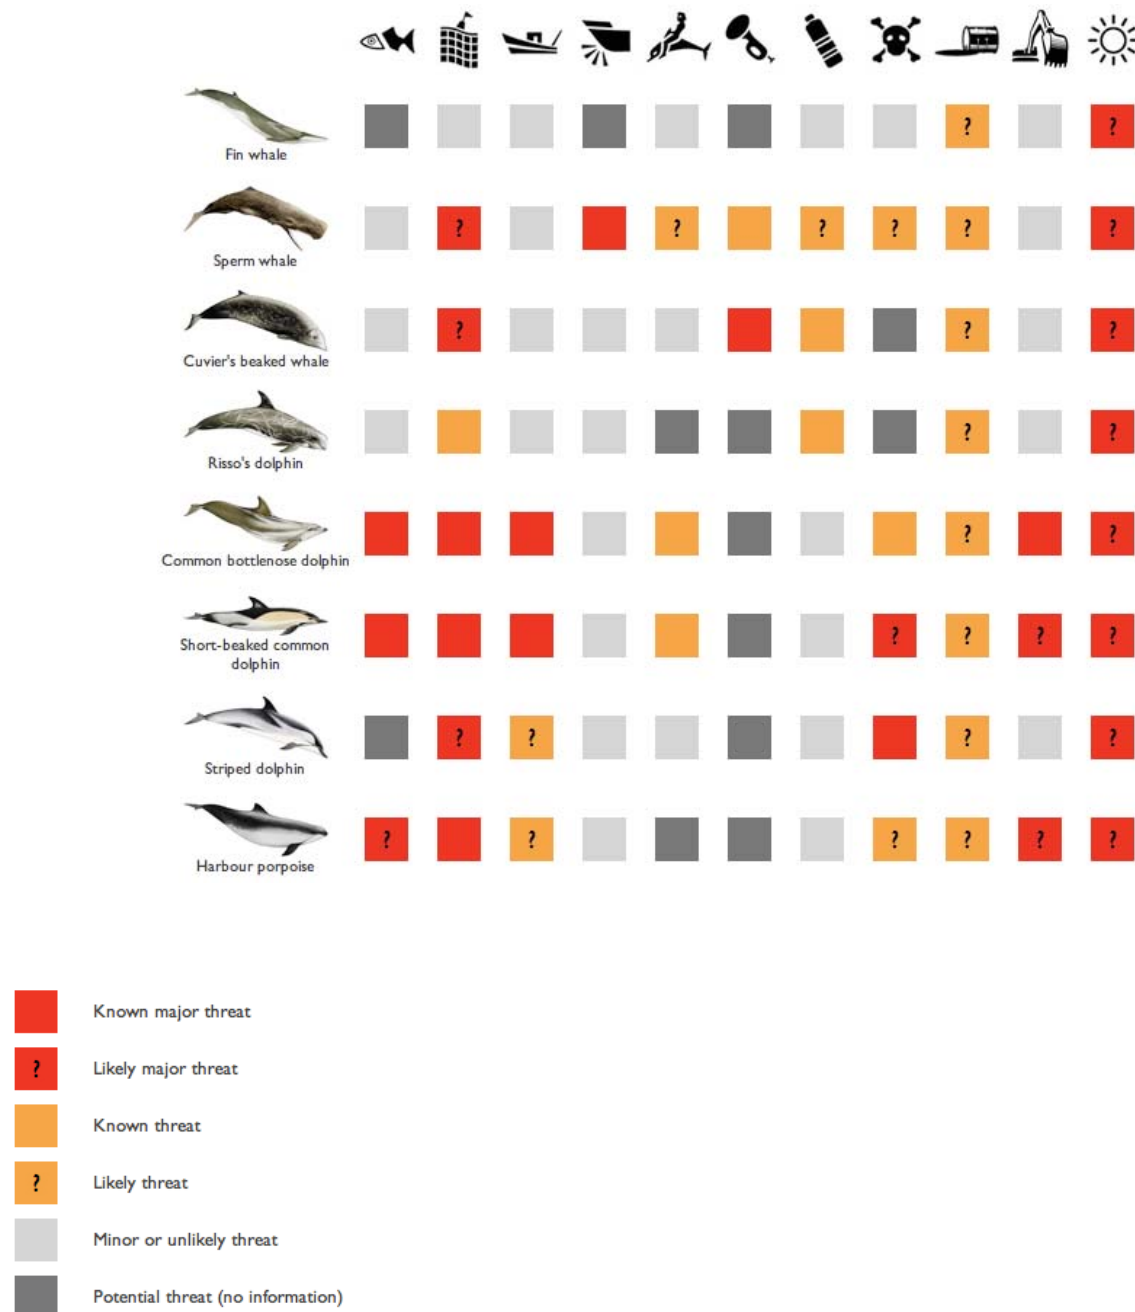 ? ?
Fin whale
? ? ? ? ? ?
Sperm whale
? ? ?
Cuvier's beaked whale
? ?
Risso's dolphin
? ?
Common bottlenose dolphin
? ? ? ?
Short-beaked common
dolphin
? ? ? ?
Striped dolphin
? ? ? ? ? ?
Harbour porpoise
Known major threat
? Likely major threat
Known threat
? Likely threat
Minor or unlikely threat
Potential threat (no information)